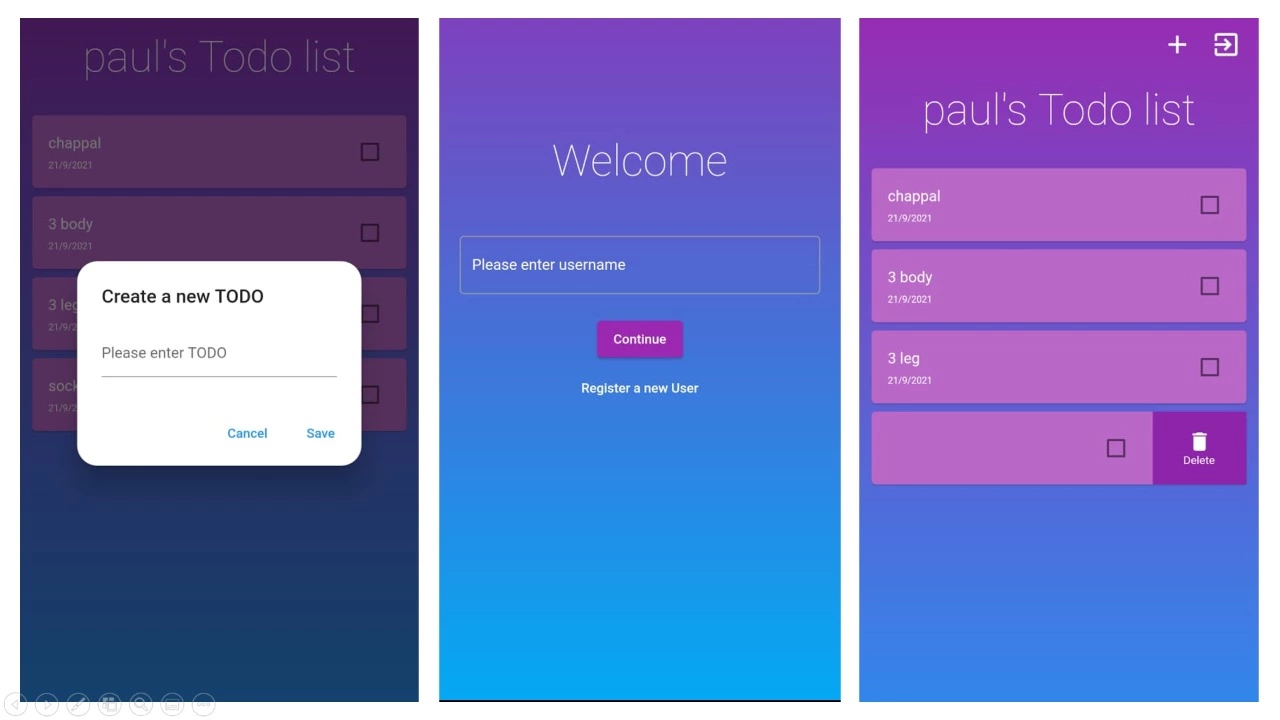 paul's Todo list
chappal
21/9/2021
3 body
21/9/2021
3 leg
21/9/2
sock
21/9/2
Create a new TODO
Please enter TODO
Cancel
Save
Welcome
Please enter username
Continue
Register a new User
paul's Todo list
chappal
21/9/2021
3 body
21/9/2021
3 leg
21/9/2021
Delete